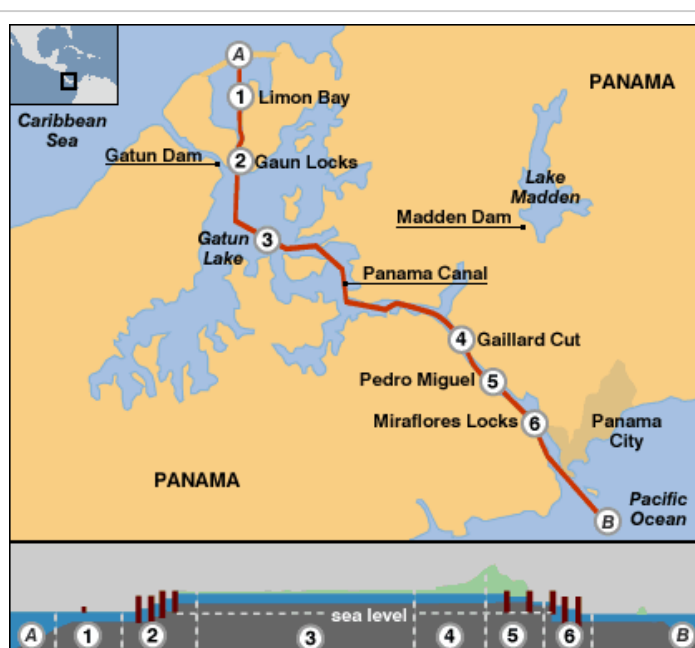 A
PANAMA
1
Limon Bay
Caribbean
Sea
Gatun Dam
2
Gaun Locks
Lake
Madden
Madden Dam
Gatun
Lake
3
Panama Canal
4
Gaillard Cut
Pedro Miguel
5
Miraflores Locks
6
Panama
City
PANAMA
Pacific
Ocean
B
sea level
A
1
2
3
4
5
6
B